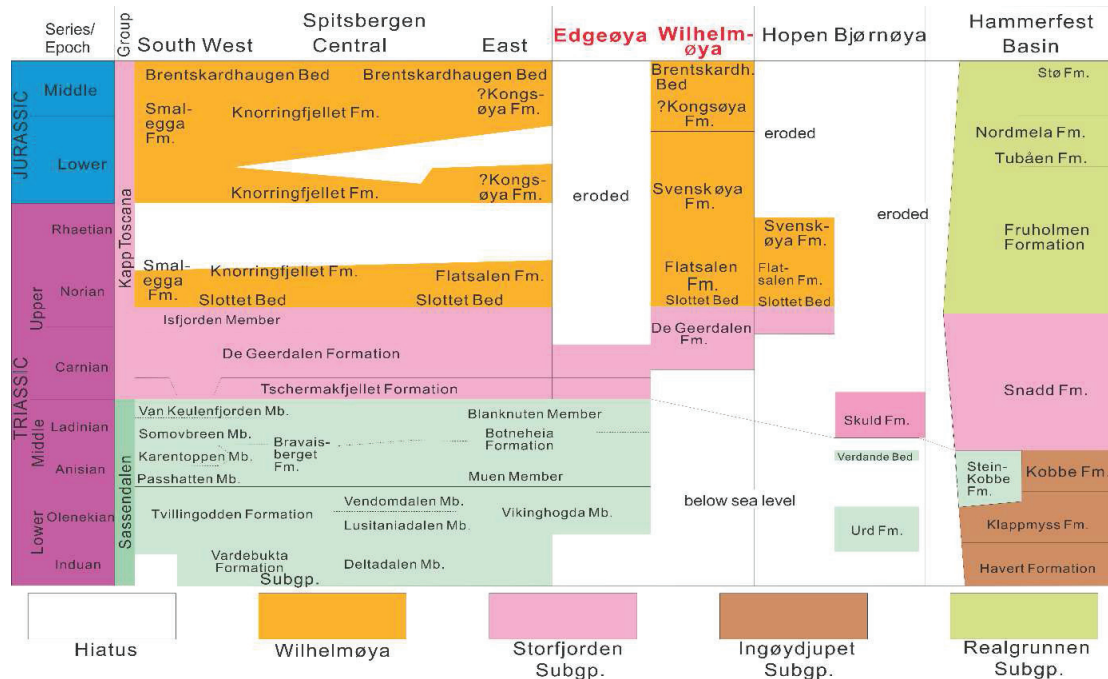 Series/
Epoch
Group
Spitsbergen
South West
Central
East
Edgeøya
Wilhelm-
øya
Hopen
Bjørnøya
Hammerfest
Basin
JURASSIC
Middle
Lower
TRIASSIC
Upper
Rhaetian
Norian
Carnian
Middle
Ladinian
Anisian
Lower
Olenekian
Induan
Kapp Toscana
Sassendalen
Brentskardhaugen Bed
Brentskardhaugen Bed
Smal-
egga
Fm.
Knorringfjellet Fm.
?Kongs-
øya Fm.
Knorringfjellet Fm.
?Kongs-
øya Fm.
Smal-
egga
Fm.
Knorringfjellet Fm.
Flatsalen Fm.
Slottet Bed
Slottet Bed
Isfjorden Member
De Geerdalen Formation
Tschermakfjellet Formation
Van Keulenfjorden Mb.
Blanknuten Member
Somovbreen Mb.
Bravais-
berget
Fm.
Botneheia
Formation
Karentoppen Mb.
Passhatten Mb.
Muen Member
Tvillingodden Formation
Vendomdalen Mb.
Lusitaniadalen Mb.
Vikinghogda Mb.
Vardebukta
Formation
Deltadalen Mb.
Subgp.
eroded
Brentskardh.
Bed
?Kongsøya
Fm.
Svenskøya
Fm.
Flatsalen
Fm.
Slottet Bed
De Geerdalen
Fm.
eroded
Svensk-
øya Fm.
Flat-
salen Fm.
Slottet Bed
below sea level
eroded
Skuld Fm.
Verdande Bed
Urd Fm.
Stø Fm.
Nordmela Fm.
Tubåen Fm.
Fruholmen
Formation
Snadd Fm.
Stein-
Kobbe
Fm.
Kobbe Fm.
Klappmyss Fm.
Havert Formation
Hiatus
Wilhelmøya
Storfjorden
Subgp.
Ingøydjupet
Subgp.
Realgrunnen
Subgp.